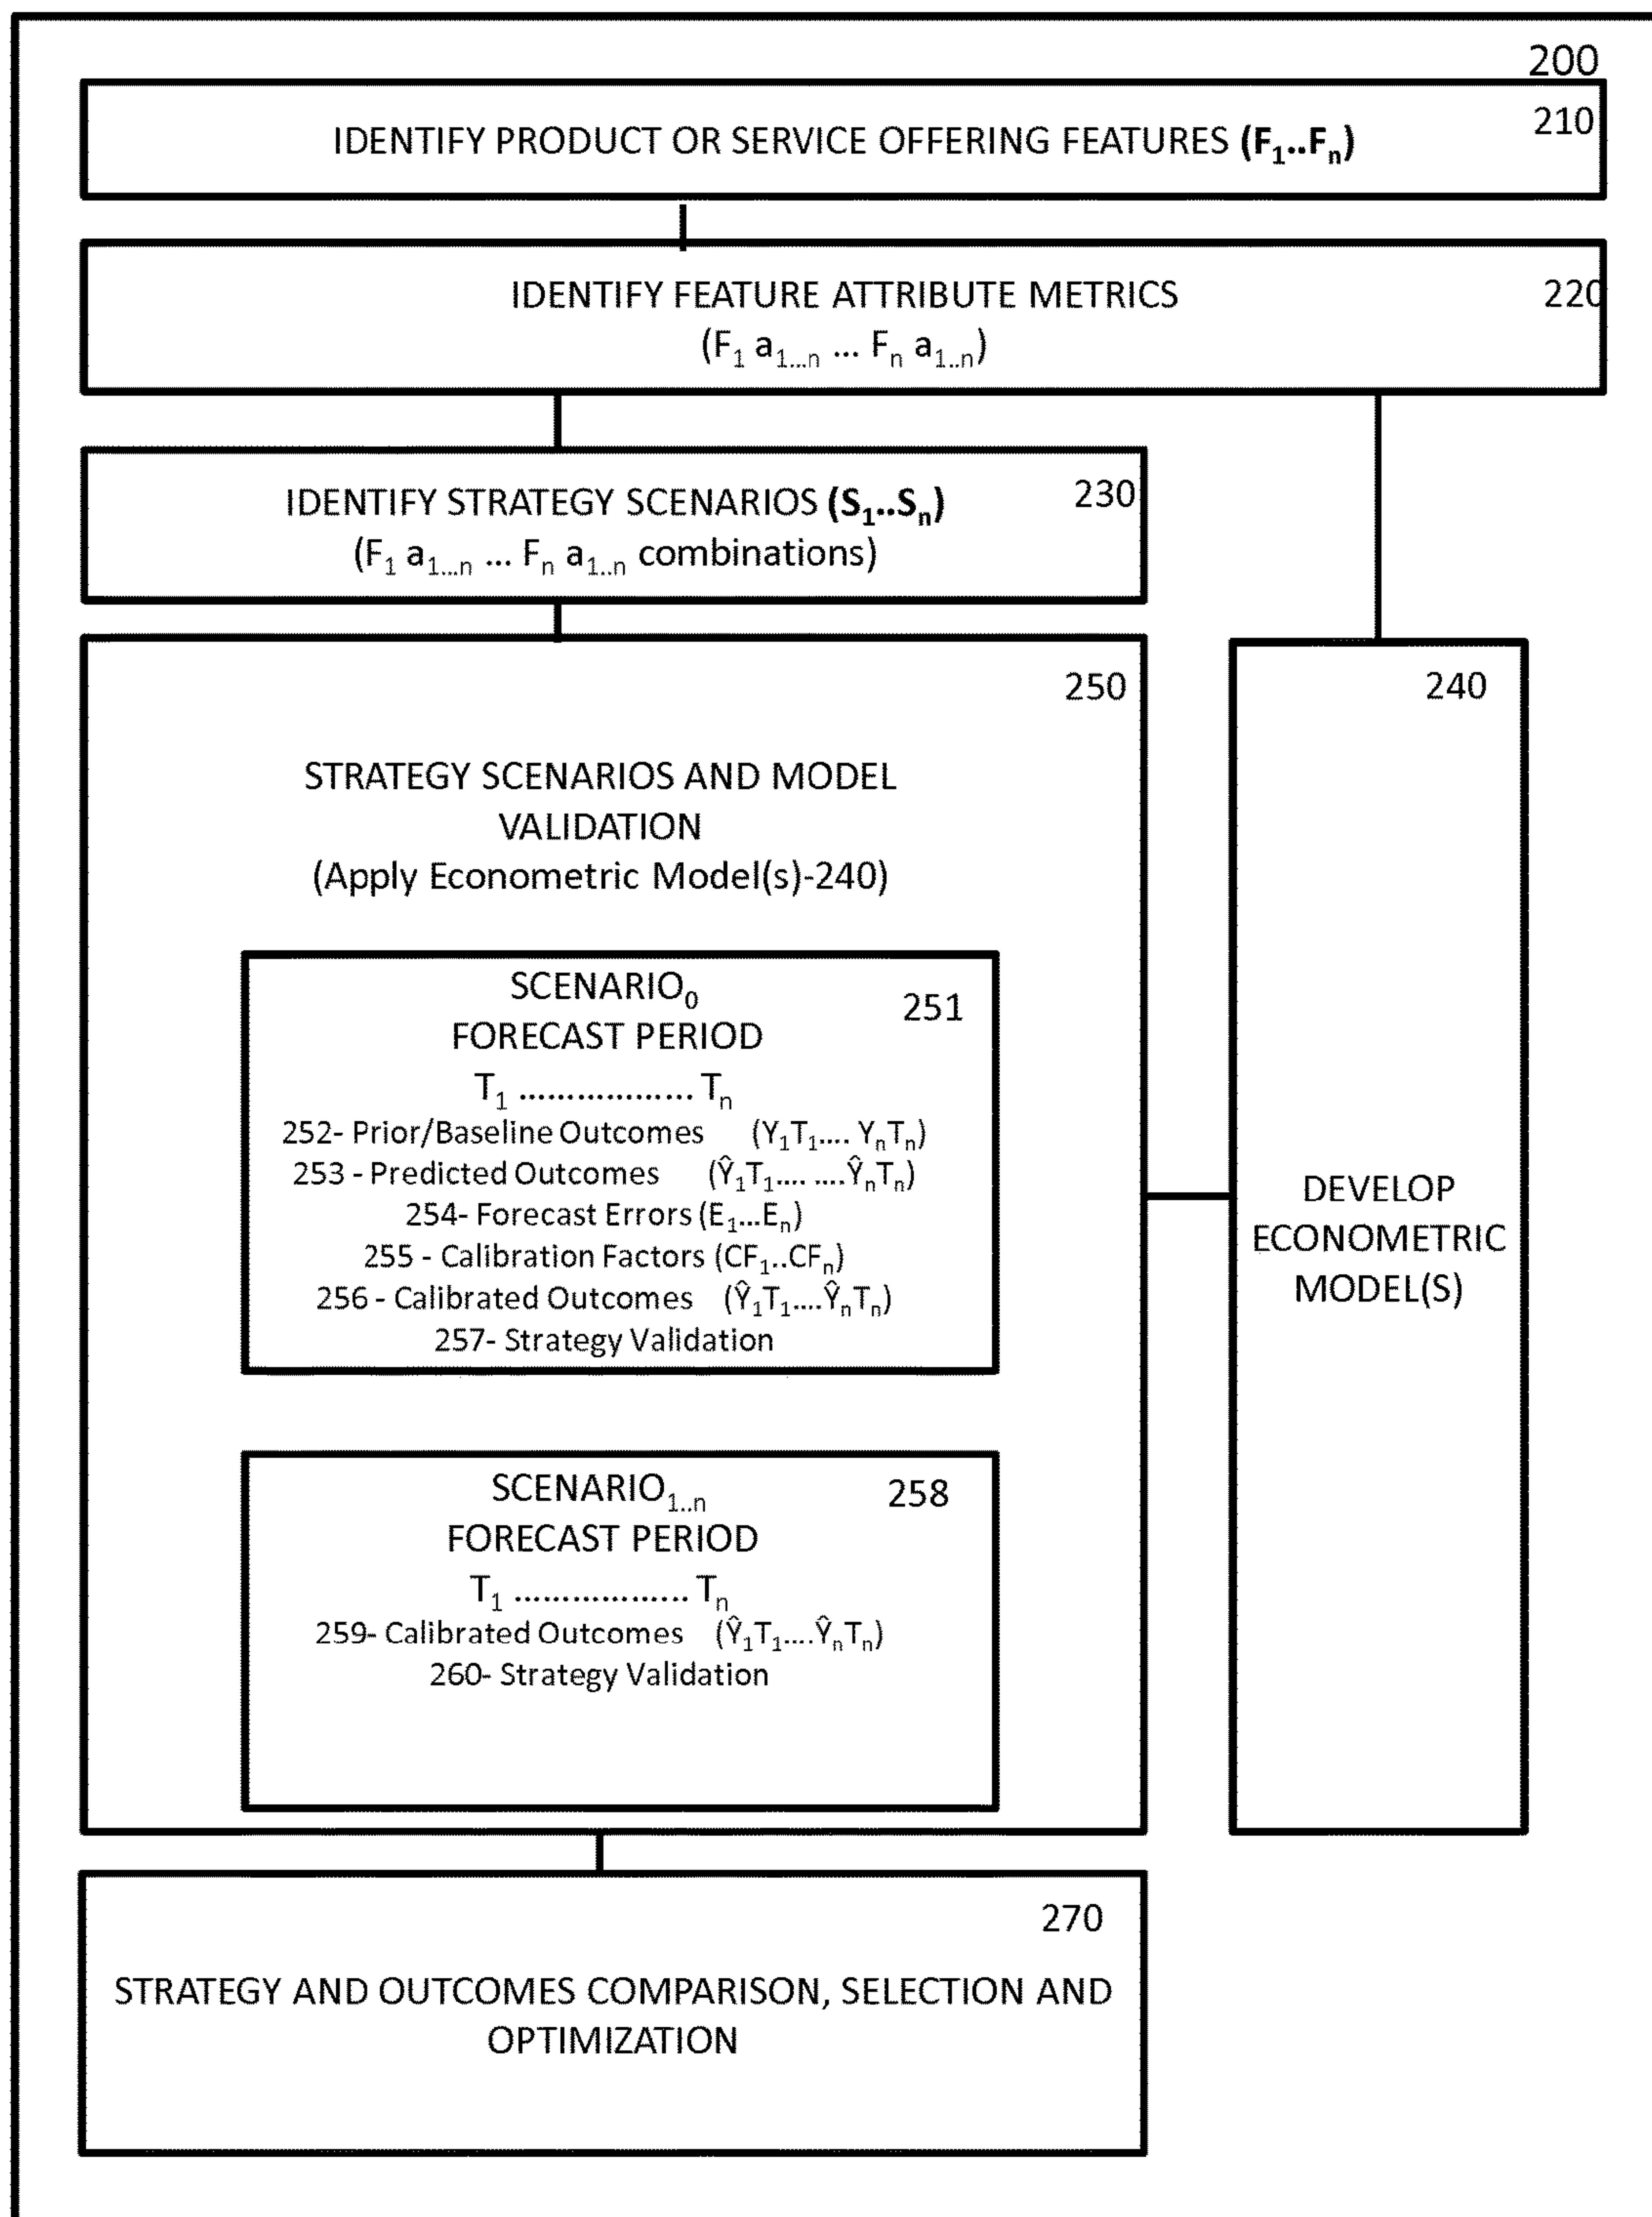 200
IDENTIFY PRODUCT OR SERVICE OFFERING FEATURES (F₁..Fₙ) 210
IDENTIFY FEATURE ATTRIBUTE METRICS 220
(F₁ a₁...ₙ ... Fₙ a₁..ₙ)
IDENTIFY STRATEGY SCENARIOS (S₁..Sₙ) 230
(F₁ a₁...ₙ ... Fₙ a₁..ₙ combinations)
250
STRATEGY SCENARIOS AND MODEL
VALIDATION
(Apply Econometric Model(s)-240)
SCENARIO₀ 251
FORECAST PERIOD
T₁ ................... Tₙ
252- Prior/Baseline Outcomes (Y₁T₁.... YₙTₙ)
253 - Predicted Outcomes (Ŷ₁T₁.... ....ŶₙTₙ)
254- Forecast Errors (E₁...Eₙ)
255 - Calibration Factors (CF₁..CFₙ)
256 - Calibrated Outcomes (Ŷ₁T₁....ŶₙTₙ)
257- Strategy Validation
SCENARIO₁..ₙ 258
FORECAST PERIOD
T₁ ................... Tₙ
259- Calibrated Outcomes (Ŷ₁T₁....ŶₙTₙ)
260- Strategy Validation
240
DEVELOP
ECONOMETRIC
MODEL(S)
270
STRATEGY AND OUTCOMES COMPARISON, SELECTION AND
OPTIMIZATION